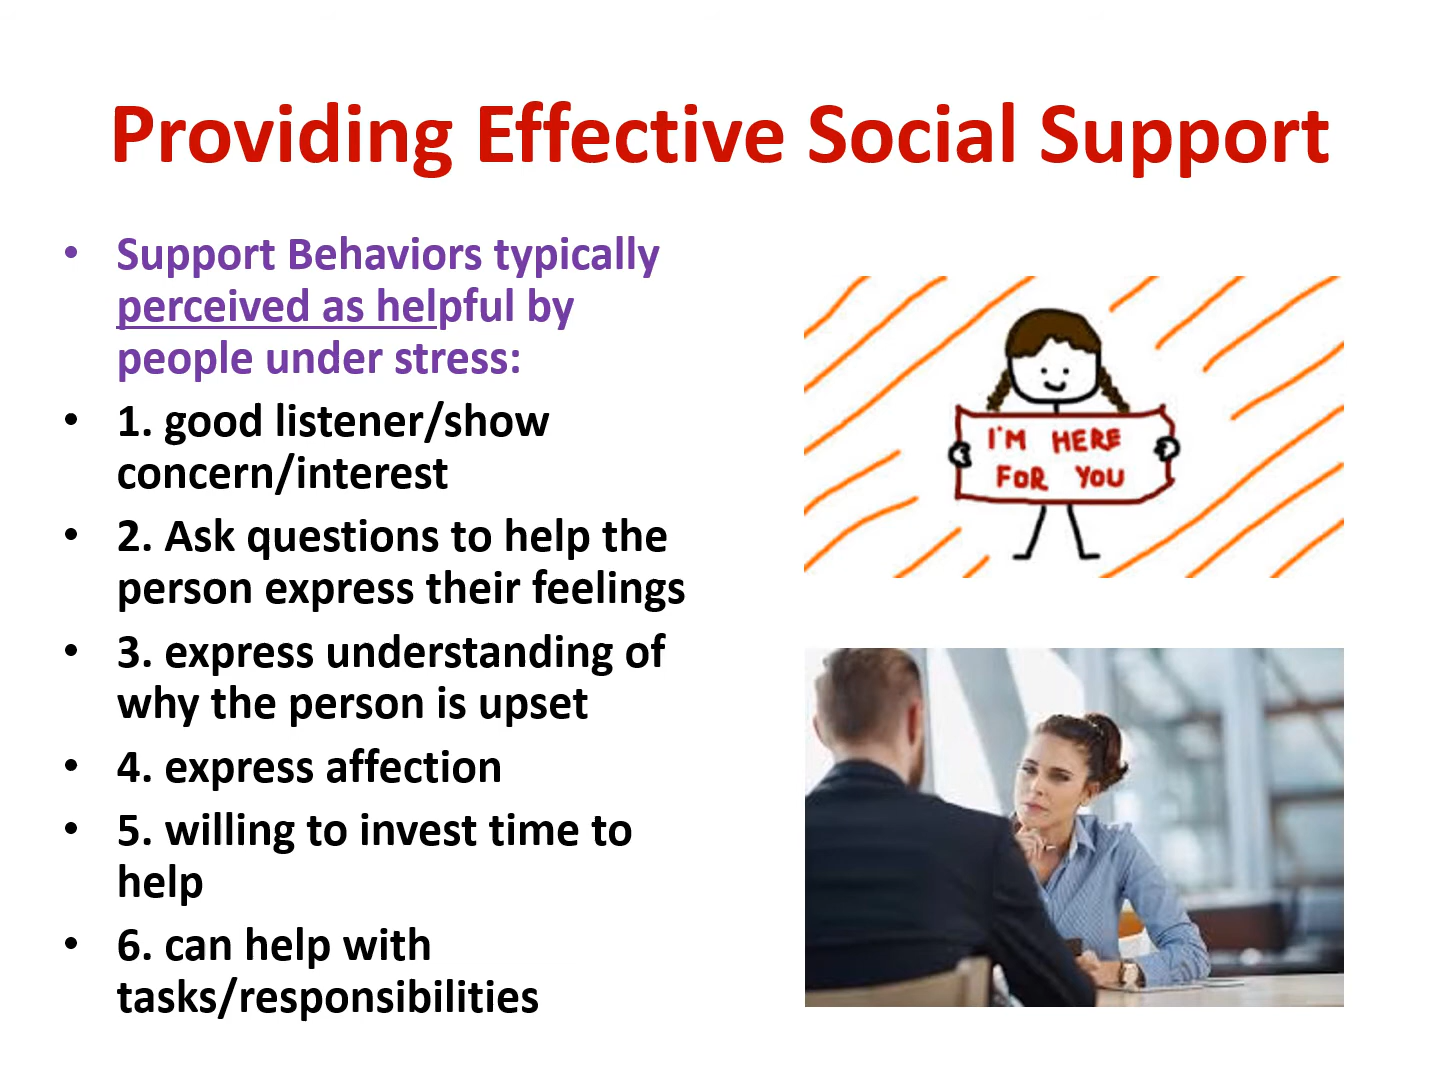 Providing Effective Social Support
• Support Behaviors typically
perceived as helpful by
people under stress:
• 1. good listener/show
concern/interest
• 2. Ask questions to help the
person express their feelings
• 3. express understanding of
why the person is upset
• 4. express affection
• 5. willing to invest time to
help
• 6. can help with
tasks/responsibilities
I'M HERE
FOR YOU